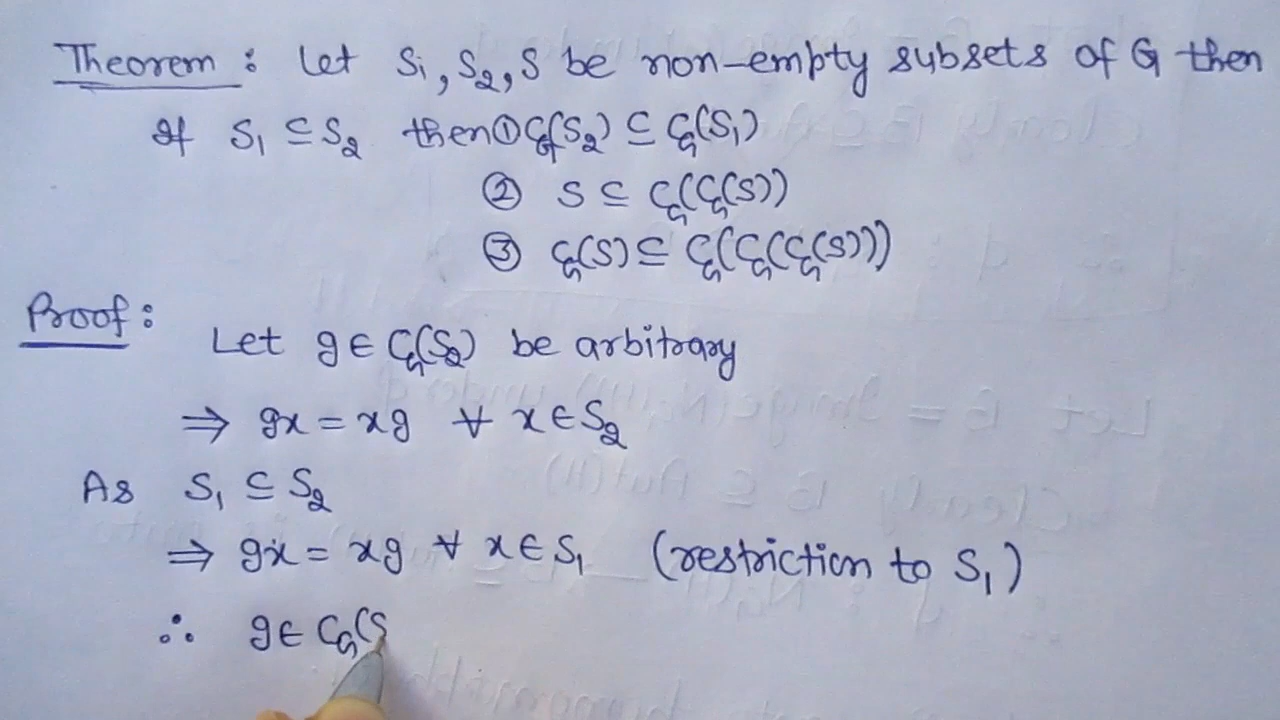 Theorem : Let S₁, S₂, S be non-empty subsets of G then
If S₁ ⊆ S₂ then ① C_G(S₂) ⊆ C_G(S₁)
② S ⊆ C_G(C_G(S))
③ C_G(S) ⊆ C_G(C_G(C_G(S)))
Proof :
Let g ∈ C_G(S₂) be arbitrary
⇒ gx = xg ∀ x ∈ S₂
As S₁ ⊆ S₂
⇒ gx = xg ∀ x ∈ S₁ (restriction to S₁)
∴ g ∈ C_G(S